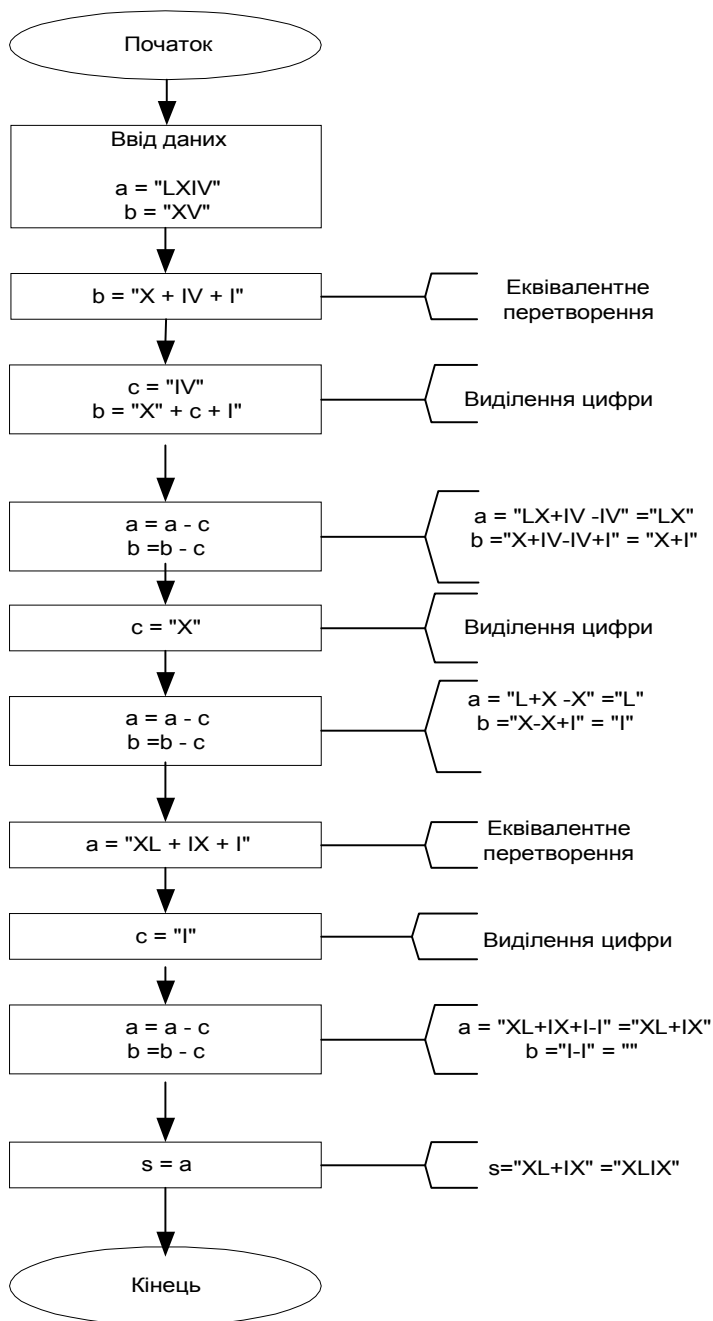 Початок
Ввід даних
a = "LXIV"
b = "XV"
b = "X + IV + I"
Еквівалентне
перетворення
c = "IV"
b = "X" + c + I"
Виділення цифри
a = a - c
b =b - c
a = "LX+IV -IV" ="LX"
b ="X+IV-IV+I" = "X+I"
c = "X"
Виділення цифри
a = a - c
b =b - c
a = "L+X -X" ="L"
b ="X-X+I" = "I"
a = "XL + IX + I"
Еквівалентне
перетворення
c = "I"
Виділення цифри
a = a - c
b =b - c
a = "XL+IX+I-I" ="XL+IX"
b ="I-I" = ""
s = a
s="XL+IX" ="XLIX"
Кінець